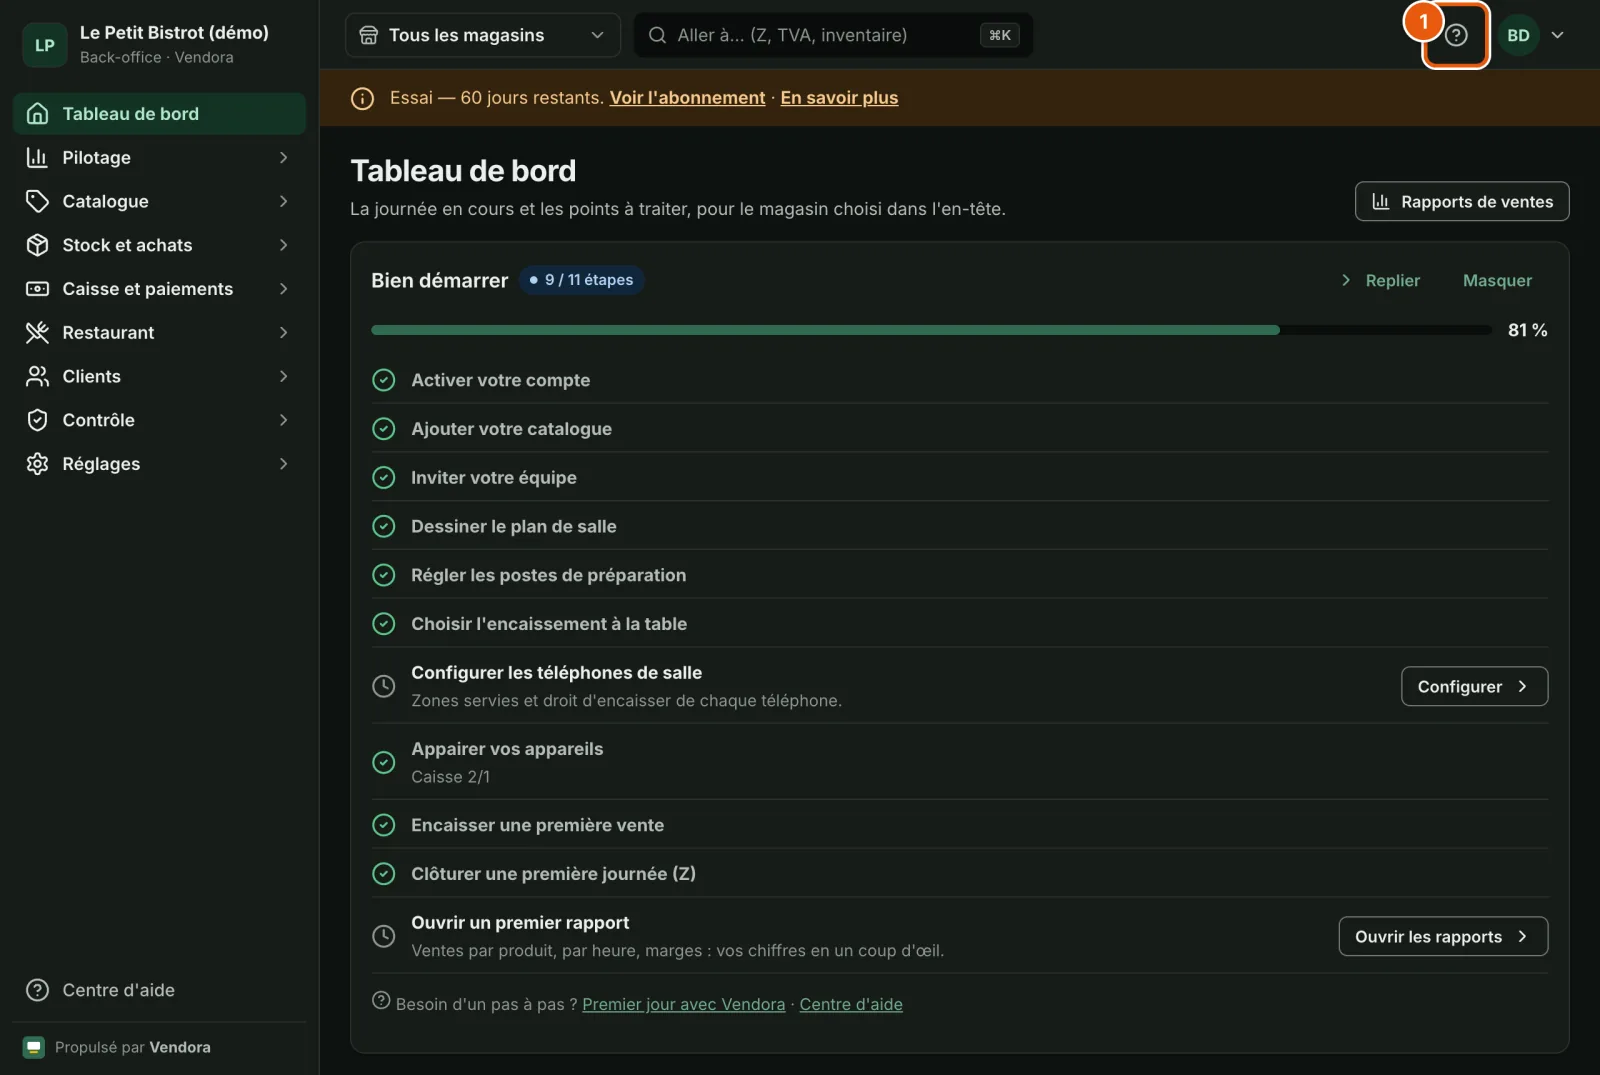 LP
Le Petit Bistrot (démo)
Back-office · Vendora
Tous les magasins
Aller à... (Z, TVA, inventaire)
⌘K
1
BD
Essai — 60 jours restants. Voir l'abonnement · En savoir plus
Tableau de bord
Pilotage
Catalogue
Stock et achats
Caisse et paiements
Restaurant
Clients
Contrôle
Réglages
Centre d'aide
Propulsé par Vendora
Tableau de bord
La journée en cours et les points à traiter, pour le magasin choisi dans l'en-tête.
Rapports de ventes
Bien démarrer
9 / 11 étapes
Replier
Masquer
81 %
Activer votre compte
Ajouter votre catalogue
Inviter votre équipe
Dessiner le plan de salle
Régler les postes de préparation
Choisir l'encaissement à la table
Configurer les téléphones de salle
Zones servies et droit d'encaisser de chaque téléphone.
Configurer
Appairer vos appareils
Caisse 2/1
Encaisser une première vente
Clôturer une première journée (Z)
Ouvrir un premier rapport
Ventes par produit, par heure, marges : vos chiffres en un coup d'œil.
Ouvrir les rapports
Besoin d'un pas à pas ? Premier jour avec Vendora · Centre d'aide